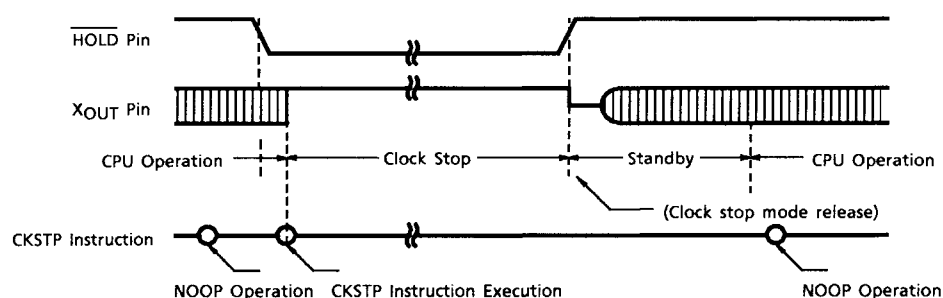 HOLD Pin
XOUT Pin
CPU Operation
Clock Stop
Standby
CPU Operation
(Clock stop mode release)
CKSTP Instruction
NOOP Operation
CKSTP Instruction Execution
NOOP Operation